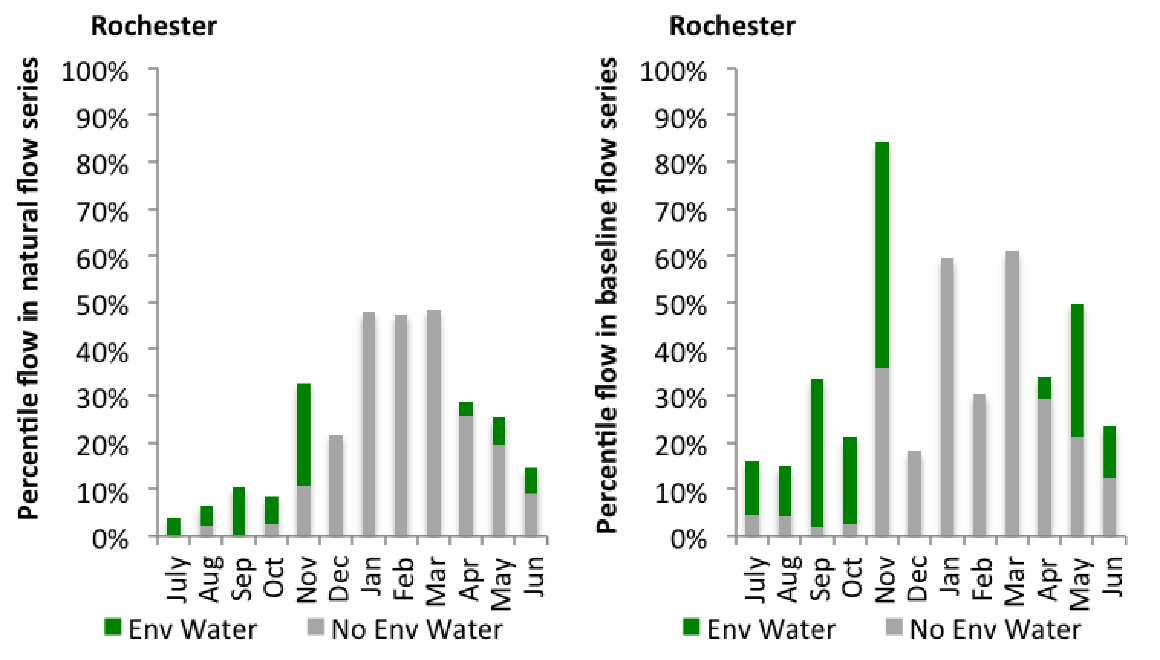 Rochester
Percentile flow in natural flow series
100%
90%
80%
70%
60%
50%
40%
30%
20%
10%
0%
July Aug Sep Oct Nov Dec Jan Feb Mar Apr May Jun
Env Water No Env Water
Rochester
Percentile flow in baseline flow series
100%
90%
80%
70%
60%
50%
40%
30%
20%
10%
0%
July Aug Sep Oct Nov Dec Jan Feb Mar Apr May Jun
Env Water No Env Water